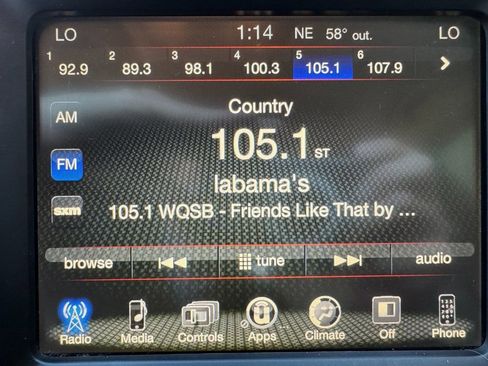 LO 1:14 NE 58° out. LO
1 92.9 2 89.3 3 98.1 4 100.3 5 105.1 6 107.9
Country
AM
105.1 ST
FM
labama's
sxm
105.1 WQSB - Friends Like That by ...
browse tune audio
Radio Media Controls Apps Climate Off Phone